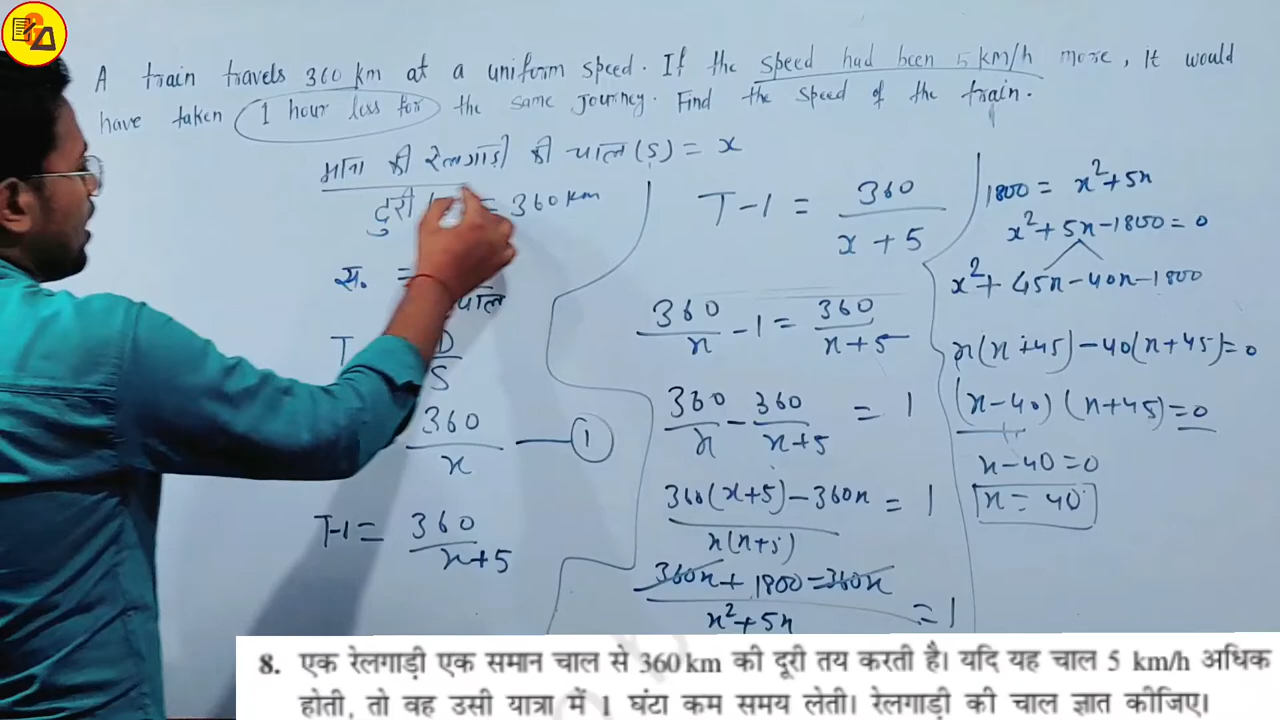 A train travels 360 km at a uniform speed. If the speed had been 5 km/h more, It would
have taken 1 hour less for the same journey. Find the speed of the train.
माना की रेलगाड़ी की चाल (S) = x
दुरी = 360 km
स. =
चाल
T
D
S
360
x
1
T-1 = 360
x+5
T-1 = 360
x + 5
360/x - 1 = 360/x+5
360/x - 360/x+5 = 1
360(x+5) - 360x = 1
x(x+5)
360x + 1800 = 360x
x² + 5x = 1
1800 = x² + 5x
x² + 5x - 1800 = 0
x² + 45x - 40x - 1800
x(x+45) - 40(x+45) = 0
(x-40) (x+45) = 0
x-40 = 0
x = 40
8. एक रेलगाड़ी एक समान चाल से 360 km की दूरी तय करती है। यदि यह चाल 5 km/h अधिक
होती, तो वह उसी यात्रा में 1 घंटा कम समय लेती। रेलगाड़ी की चाल ज्ञात कीजिए।